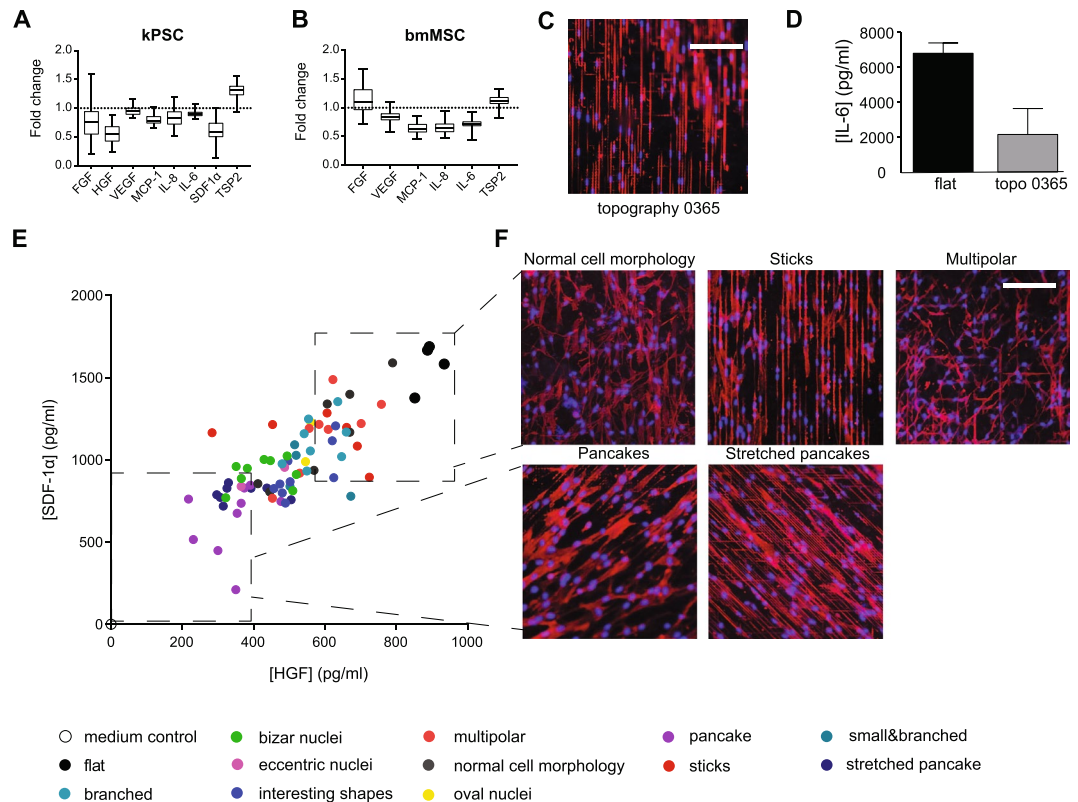 A
kPSC
Fold change
2.0
1.5
1.0
0.5
0.0
FGF
HGF
VEGF
MCP-1
IL-8
IL-6
SDF1α
TSP2
B
bmMSC
Fold change
2.0
1.5
1.0
0.5
0.0
FGF
VEGF
MCP-1
IL-8
IL-6
TSP2
C
topography 0365
D
[IL-6] (pg/ml)
8000
6000
4000
2000
0
flat
topo 0365
E
[SDF-1α] (pg/ml)
2000
1500
1000
500
0
0
200
400
600
800
1000
[HGF] (pg/ml)
F
Normal cell morphology
Sticks
Multipolar
Pancakes
Stretched pancakes
medium control
flat
branched
bizar nuclei
eccentric nuclei
interesting shapes
multipolar
normal cell morphology
oval nuclei
pancake
sticks
small&branched
stretched pancake